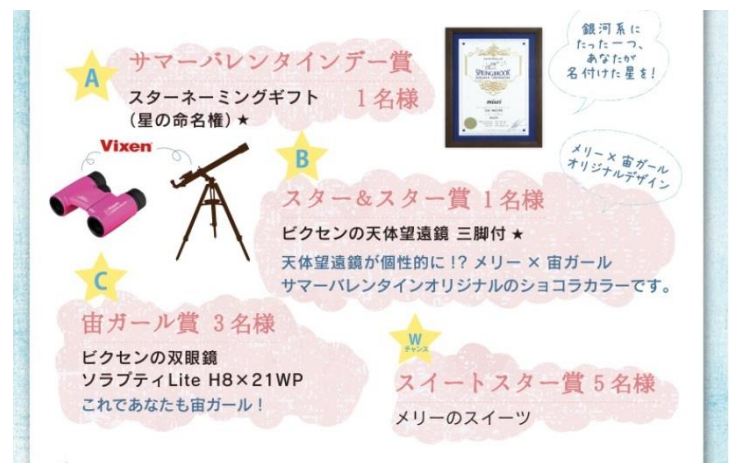 A
サマーバレンタインデー賞
スターネーミングギフト
1名様
(星の命名権)★
銀河系に
たった一つ、
あなたが
名付けた星を!
Vixen
メリー × 宙ガール
オリジナルデザイン
B
スター&スター賞 1名様
ビクセンの天体望遠鏡 三脚付 ★
天体望遠鏡が個性的に!? メリー × 宙ガール
サマーバレンタインオリジナルのショコラカラーです。
C
宙ガール賞 3名様
ビクセンの双眼鏡
ソラプティLite H8×21WP
これであなたも宙ガール!
W
チャンス
スイートスター賞 5名様
メリーのスイーツ